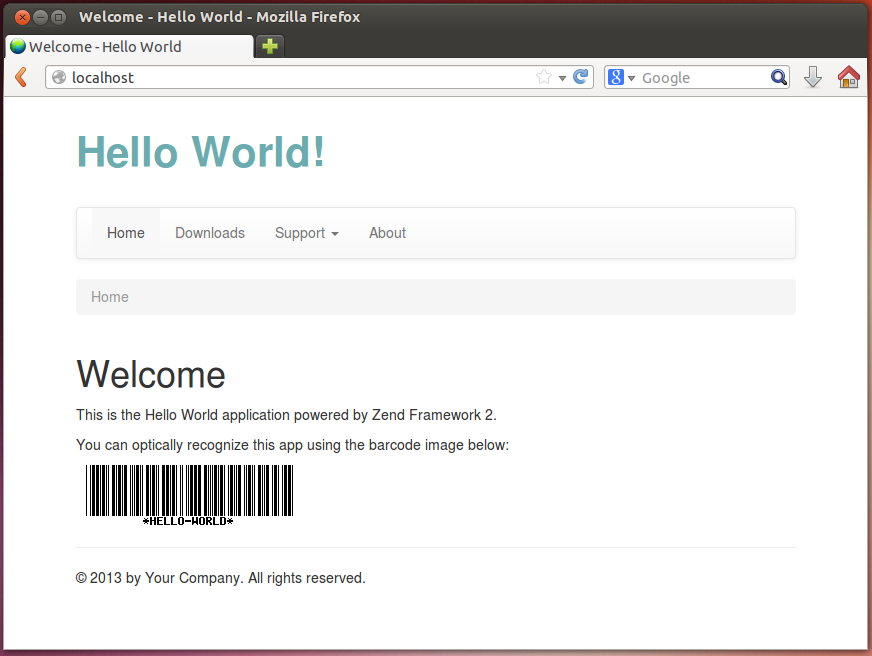 Welcome - Hello World - Mozilla Firefox
Welcome - Hello World
localhost
8 Google
Hello World!
Home Downloads Support About
Home
Welcome
This is the Hello World application powered by Zend Framework 2.
You can optically recognize this app using the barcode image below:
*HELLO-WORLD*
© 2013 by Your Company. All rights reserved.